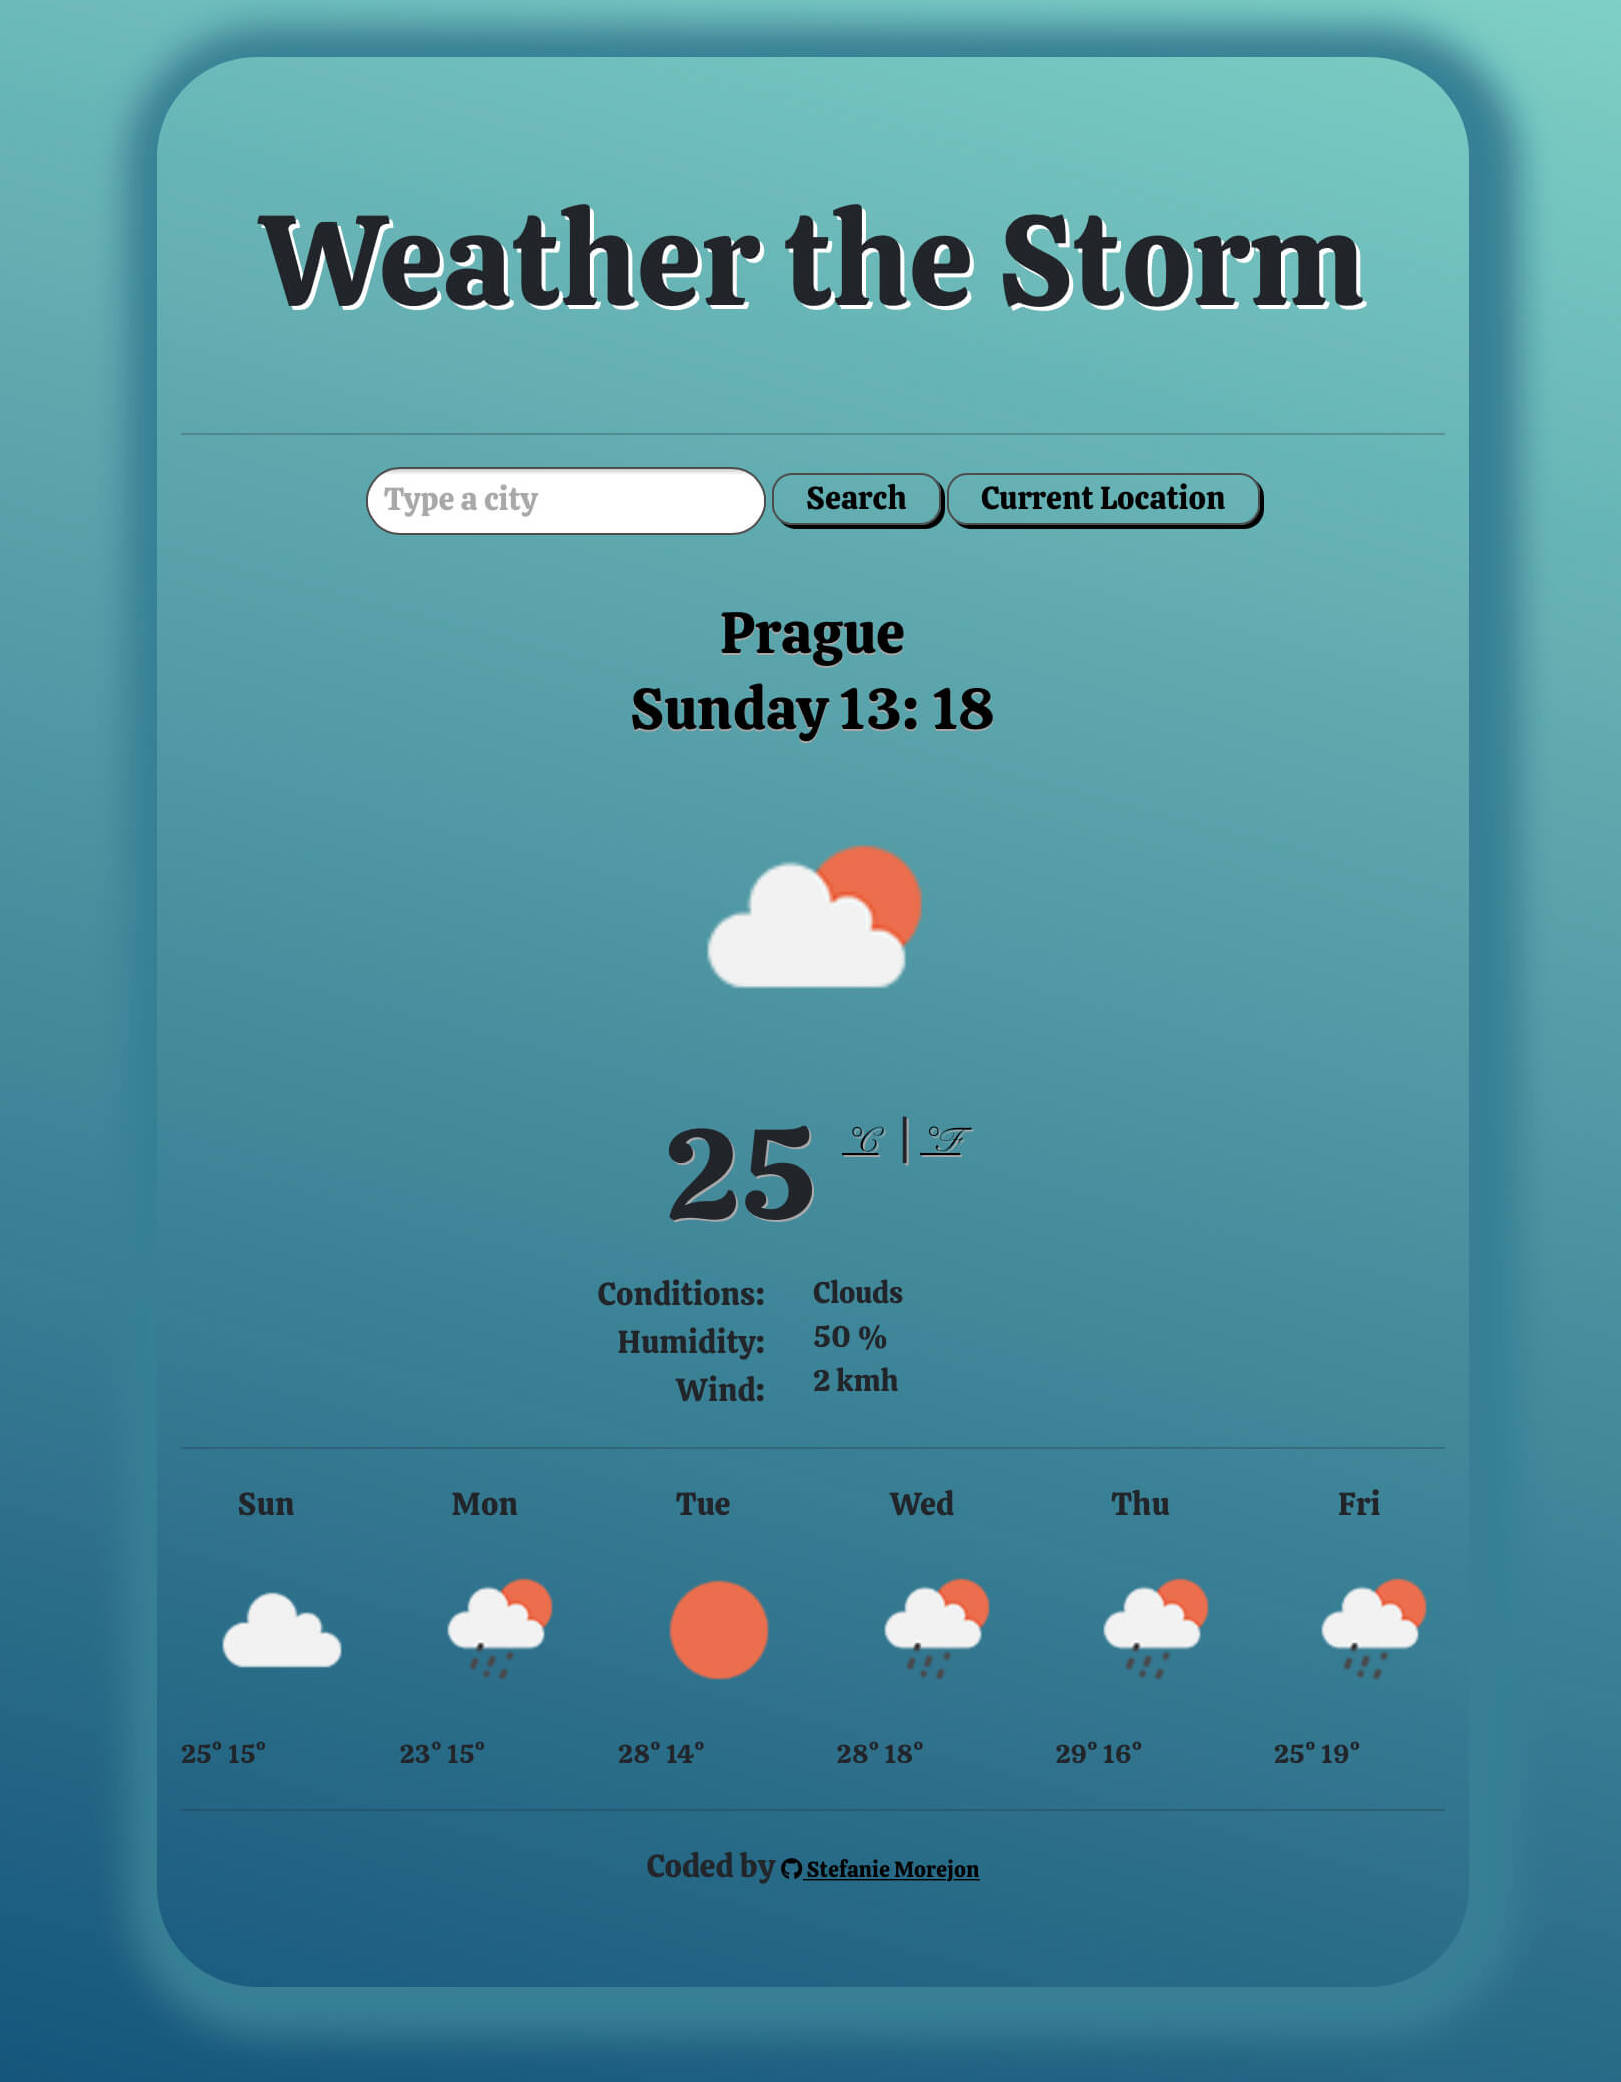 Weather the Storm
Type a city
Search
Current Location
Prague
Sunday 13: 18
25 °C | °F
Conditions: Clouds
Humidity: 50 %
Wind: 2 kmh
Sun Mon Tue Wed Thu Fri
25° 15° 23° 15° 28° 14° 28° 18° 29° 16° 25° 19°
Coded by Stefanie Morejon